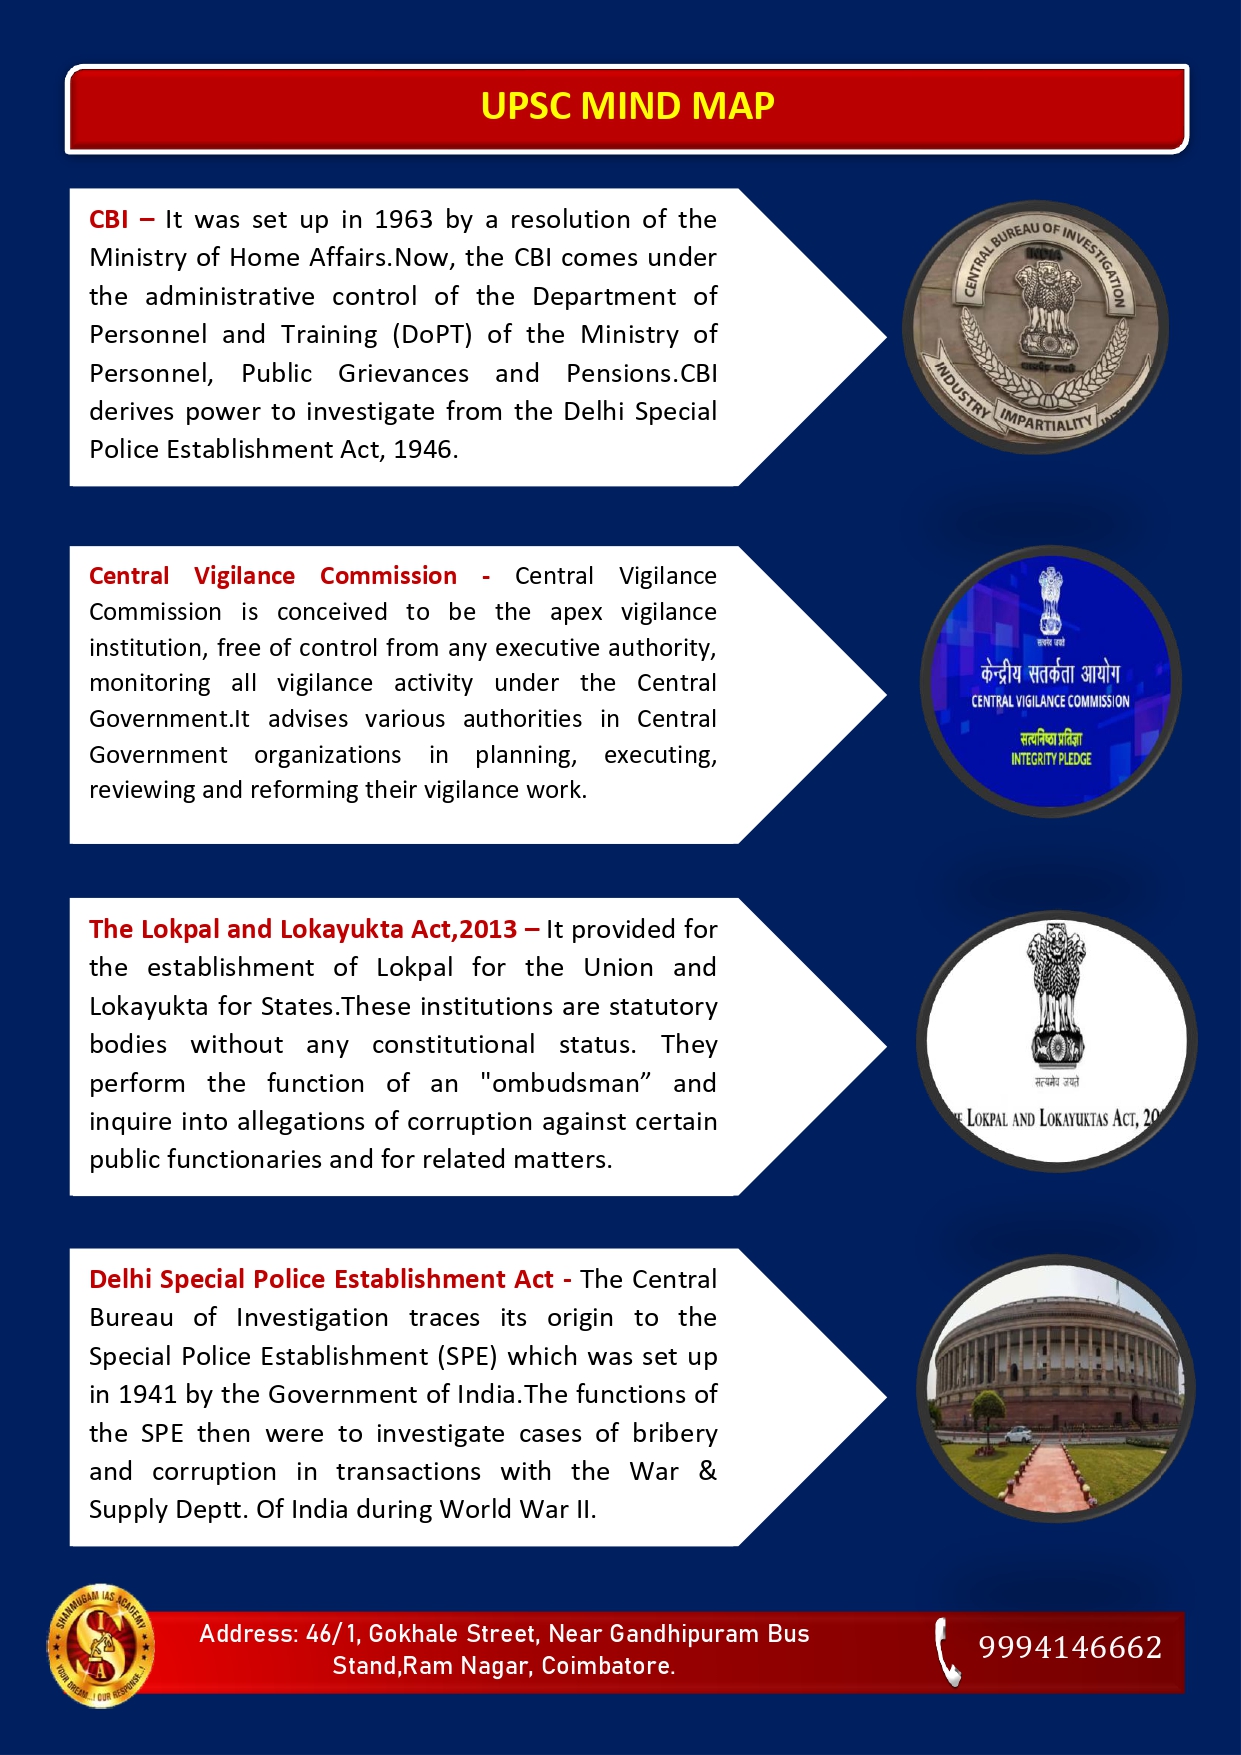 UPSC MIND MAP
CBI – It was set up in 1963 by a resolution of the
Ministry of Home Affairs.Now, the CBI comes under
the administrative control of the Department of
Personnel and Training (DoPT) of the Ministry of
Personnel, Public Grievances and Pensions.CBI
derives power to investigate from the Delhi Special
Police Establishment Act, 1946.
CENTRAL BUREAU OF INVESTIGATION
INDIA
INDUSTRY
IMPARTIALITY
Central Vigilance Commission - Central Vigilance
Commission is conceived to be the apex vigilance
institution, free of control from any executive authority,
monitoring all vigilance activity under the Central
Government.It advises various authorities in Central
Government organizations in planning, executing,
reviewing and reforming their vigilance work.
सत्यमेव जयते
केन्द्रीय सतर्कता आयोग
CENTRAL VIGILANCE COMMISSION
सत्यनिष्ठा प्रतिज्ञा
INTEGRITY PLEDGE
The Lokpal and Lokayukta Act,2013 – It provided for
the establishment of Lokpal for the Union and
Lokayukta for States.These institutions are statutory
bodies without any constitutional status. They
perform the function of an "ombudsman” and
inquire into allegations of corruption against certain
public functionaries and for related matters.
सत्यमेव जयते
LOKPAL AND LOKAYUKTAS ACT, 20
Delhi Special Police Establishment Act - The Central
Bureau of Investigation traces its origin to the
Special Police Establishment (SPE) which was set up
in 1941 by the Government of India.The functions of
the SPE then were to investigate cases of bribery
and corruption in transactions with the War &
Supply Deptt. Of India during World War II.
SHANMUGAM IAS ACADEMY
SIA
YOUR DREAM...! OUR RESPONSE...!
Address: 46/1, Gokhale Street, Near Gandhipuram Bus
Stand,Ram Nagar, Coimbatore.
9994146662